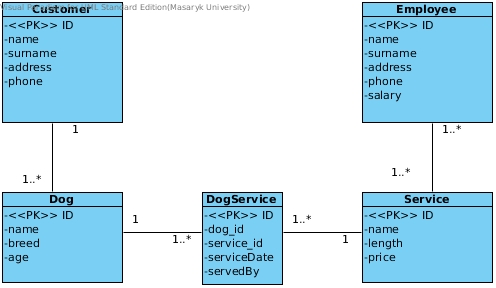 Visual Paradigm for UML Standard Edition(Masaryk University)
Customer
-<<PK>> ID
-name
-surname
-address
-phone
Employee
-<<PK>> ID
-name
-surname
-address
-phone
-salary
1
1..*
1..*
1..*
Dog
-<<PK>> ID
-name
-breed
-age
1
1..*
DogService
-<<PK>> ID
-dog_id
-service_id
-serviceDate
-servedBy
1..*
1
Service
-<<PK>> ID
-name
-length
-price